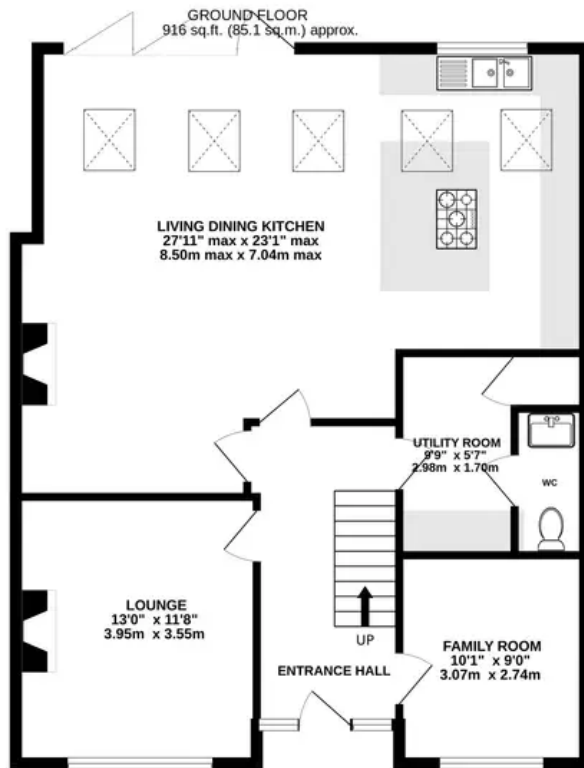 GROUND FLOOR
916 sq.ft. (85.1 sq.m.) approx.
LIVING DINING KITCHEN
27'11" max x 23'1" max
8.50m max x 7.04m max
UTILITY ROOM
9'9" x 5'7"
2.98m x 1.70m
WC
LOUNGE
13'0" x 11'8"
3.95m x 3.55m
UP
ENTRANCE HALL
FAMILY ROOM
10'1" x 9'0"
3.07m x 2.74m